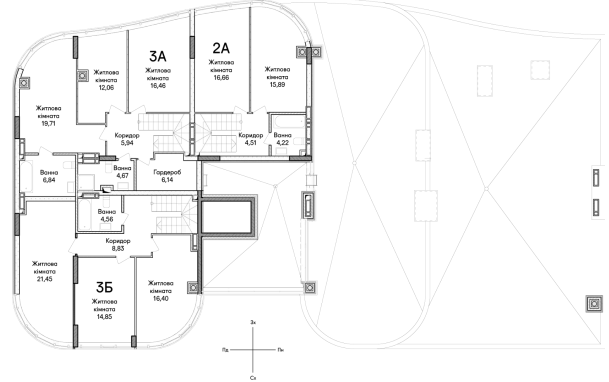 3А
2А
Житлова
кімната
12,06
Житлова
кімната
16,46
Житлова
кімната
16,66
Житлова
кімната
15,89
Житлова
кімната
19,71
Коридор
5,94
Коридор
4,51
Ванна
4,22
Ванна
6,84
Ванна
4,67
Гардероб
6,14
Ванна
4,56
Коридор
8,83
Житлова
кімната
21,45
3Б
Житлова
кімната
14,85
Житлова
кімната
16,40
Зх
Пд
Пн
Сх